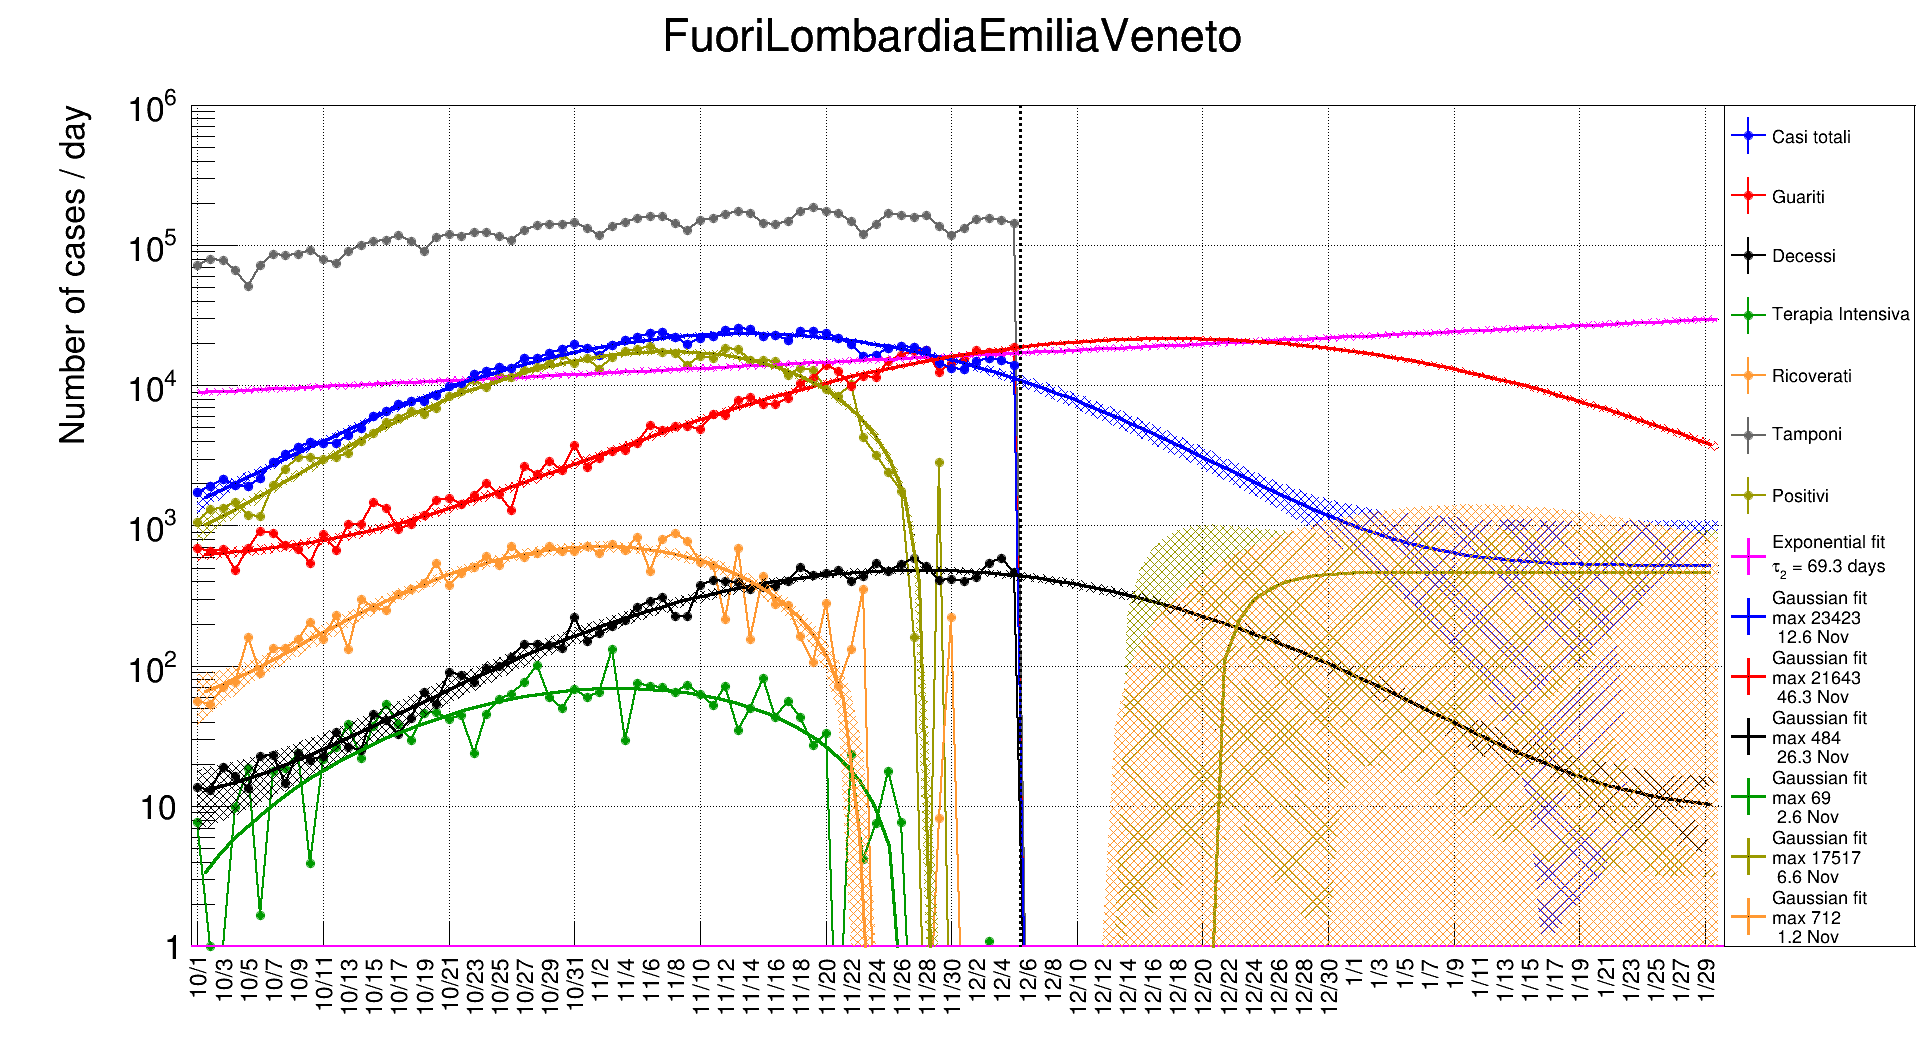 FuoriLombardiaEmiliaVeneto
Number of cases / day
10^6
10^5
10^4
10^3
10^2
10
1
10/1 10/3 10/5 10/7 10/9 10/11 10/13 10/15 10/17 10/19 10/21 10/23 10/25 10/27 10/29 10/31 11/2 11/4 11/6 11/8 11/10 11/12 11/14 11/16 11/18 11/20 11/22 11/24 11/26 11/28 11/30 12/2 12/4 12/6 12/8 12/10 12/12 12/14 12/16 12/18 12/20 12/22 12/24 12/26 12/28 12/30 1/1 1/3 1/5 1/7 1/9 1/11 1/13 1/15 1/17 1/19 1/21 1/23 1/25 1/27 1/29
Casi totali
Guariti
Decessi
Terapia Intensiva
Ricoverati
Tamponi
Positivi
Exponential fit
τ2 = 69.3 days
Gaussian fit
max 23423
12.6 Nov
Gaussian fit
max 21643
46.3 Nov
Gaussian fit
max 484
26.3 Nov
Gaussian fit
max 69
2.6 Nov
Gaussian fit
max 17517
6.6 Nov
Gaussian fit
max 712
1.2 Nov